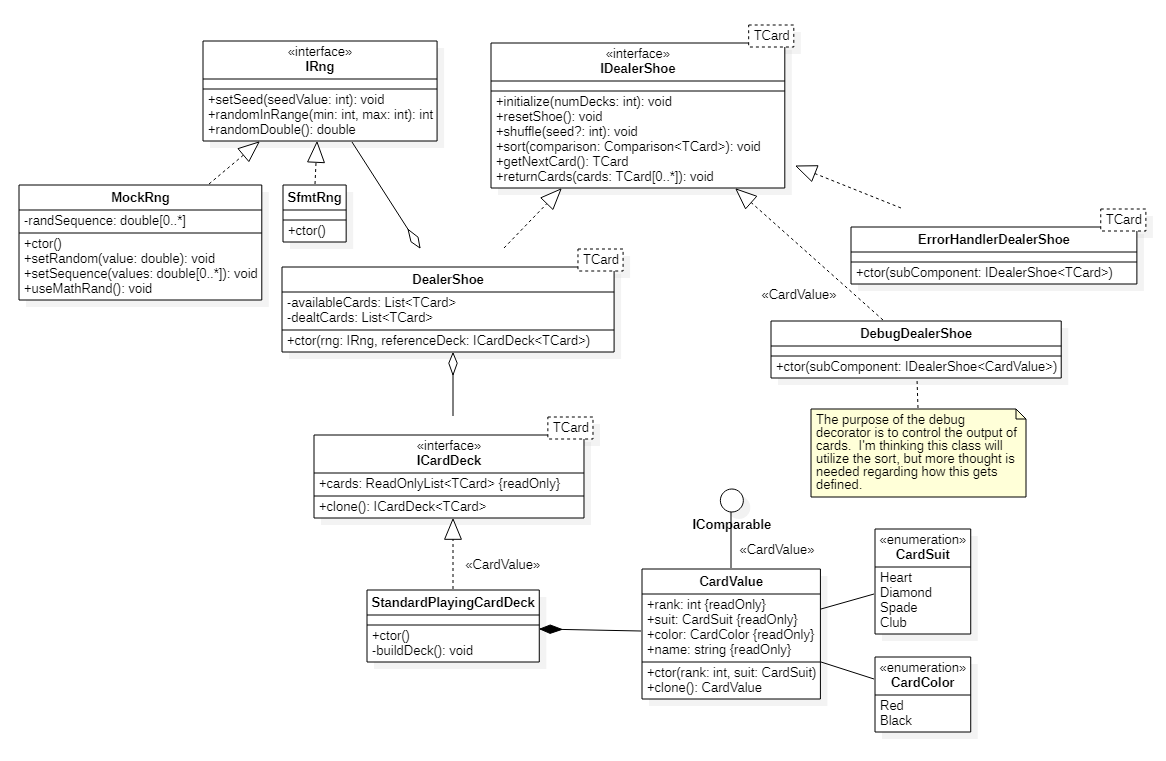 «interface»
IRng
+setSeed(seedValue: int): void
+randomInRange(min: int, max: int): int
+randomDouble(): double
TCard
«interface»
IDealerShoe
+initialize(numDecks: int): void
+resetShoe(): void
+shuffle(seed?: int): void
+sort(comparison: Comparison<TCard>): void
+getNextCard(): TCard
+returnCards(cards: TCard[0..*]): void
MockRng
-randSequence: double[0..*]
+ctor()
+setRandom(value: double): void
+setSequence(values: double[0..*]): void
+useMathRand(): void
SfmtRng
+ctor()
TCard
ErrorHandlerDealerShoe
+ctor(subComponent: IDealerShoe<TCard>)
TCard
DealerShoe
-availableCards: List<TCard>
-dealtCards: List<TCard>
+ctor(rng: IRng, referenceDeck: ICardDeck<TCard>)
«CardValue»
DebugDealerShoe
+ctor(subComponent: IDealerShoe<CardValue>)
The purpose of the debug
decorator is to control the output of
cards.  I'm thinking this class will
utilize the sort, but more thought is
needed regarding how this gets
defined.
TCard
«interface»
ICardDeck
+cards: ReadOnlyList<TCard> {readOnly}
+clone(): ICardDeck<TCard>
«CardValue»
StandardPlayingCardDeck
+ctor()
-buildDeck(): void
IComparable
«CardValue»
CardValue
+rank: int {readOnly}
+suit: CardSuit {readOnly}
+color: CardColor {readOnly}
+name: string {readOnly}
+ctor(rank: int, suit: CardSuit)
+clone(): CardValue
«enumeration»
CardSuit
Heart
Diamond
Spade
Club
«enumeration»
CardColor
Red
Black